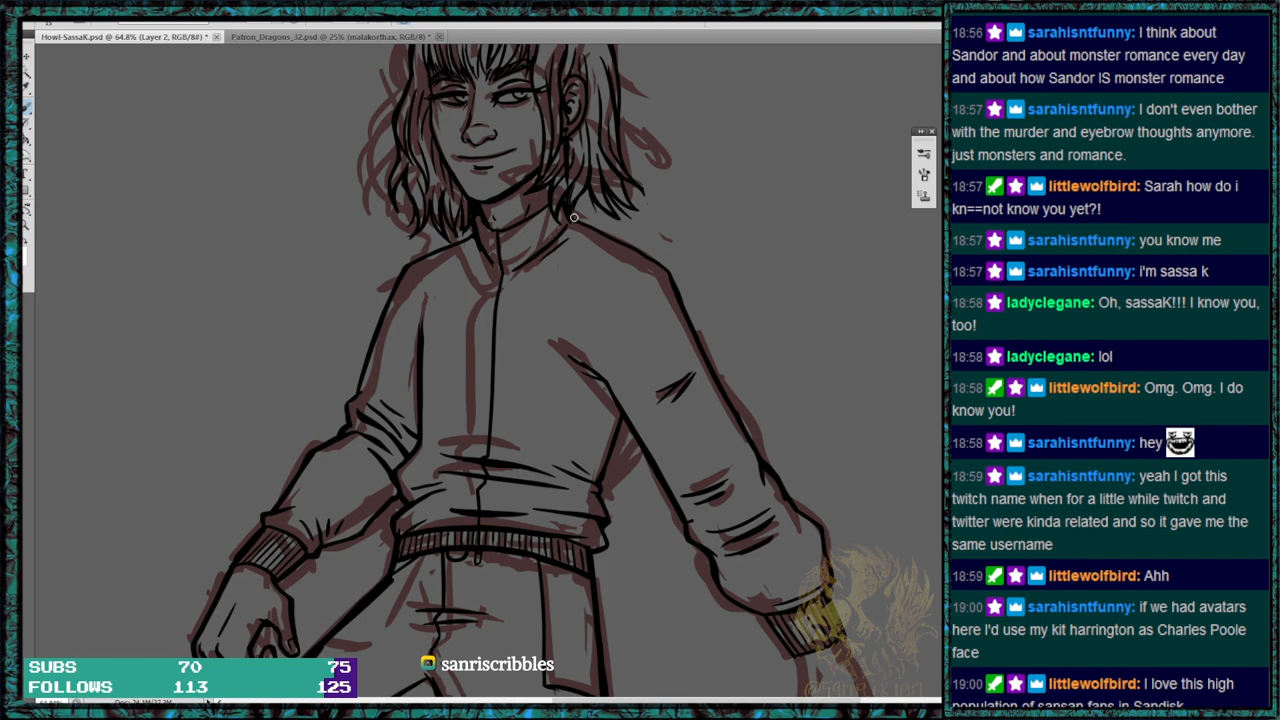 Howl-SassaK.psd @ 64.8% (Layer 2, RGB/8#) *
Patron_Dragons_32.psd @ 25% (malakorthax, RGB/8) *
18:56 sarahisntfunny: I think about
Sandor and about monster romance every day
and about how Sandor IS monster romance
18:57 sarahisntfunny: I don't even bother
with the murder and eyebrow thoughts anymore.
just monsters and romance.
18:57 littlewolfbird: Sarah how do i
kn==not know you yet?!
18:57 sarahisntfunny: you know me
18:57 sarahisntfunny: i'm sassa k
18:58 ladyclegane: Oh, sassaK!!! I know you,
too!
18:58 ladyclegane: lol
18:58 littlewolfbird: Omg. Omg. I do
know you!
18:58 sarahisntfunny: hey
18:59 sarahisntfunny: yeah I got this
twitch name when for a little while twitch and
twitter were kinda related and so it gave me the
same username
18:59 littlewolfbird: Ahh
19:00 sarahisntfunny: if we had avatars
here I'd use my kit harrington as Charles Poole
face
19:00 littlewolfbird: I love this high
population of sansan fans in Sandisk
SUBS 70 75
FOLLOWS 113 125
sanriscribbles